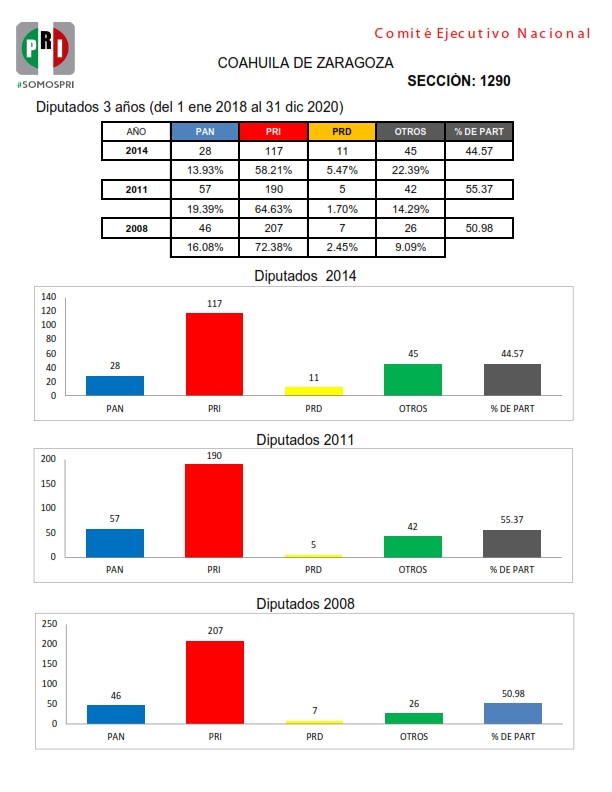 Comité Ejecutivo Nacional
PRI
#SOMOSPRI
COAHUILA DE ZARAGOZA
SECCIÓN: 1290
Diputados 3 años (del 1 ene 2018 al 31 dic 2020)
AÑO PAN PRI PRD OTROS % DE PART
2014 28 117 11 45 44.57
13.93% 58.21% 5.47% 22.39%
2011 57 190 5 42 55.37
19.39% 64.63% 1.70% 14.29%
2008 46 207 7 26 50.98
16.08% 72.38% 2.45% 9.09%
Diputados 2014
140
120
100
80
60
40
20
0
28 117 11 45 44.57
PAN PRI PRD OTROS % DE PART
Diputados 2011
200
150
100
50
0
57 190 5 42 55.37
PAN PRI PRD OTROS % DE PART
Diputados 2008
250
200
150
100
50
0
46 207 7 26 50.98
PAN PRI PRD OTROS % DE PART